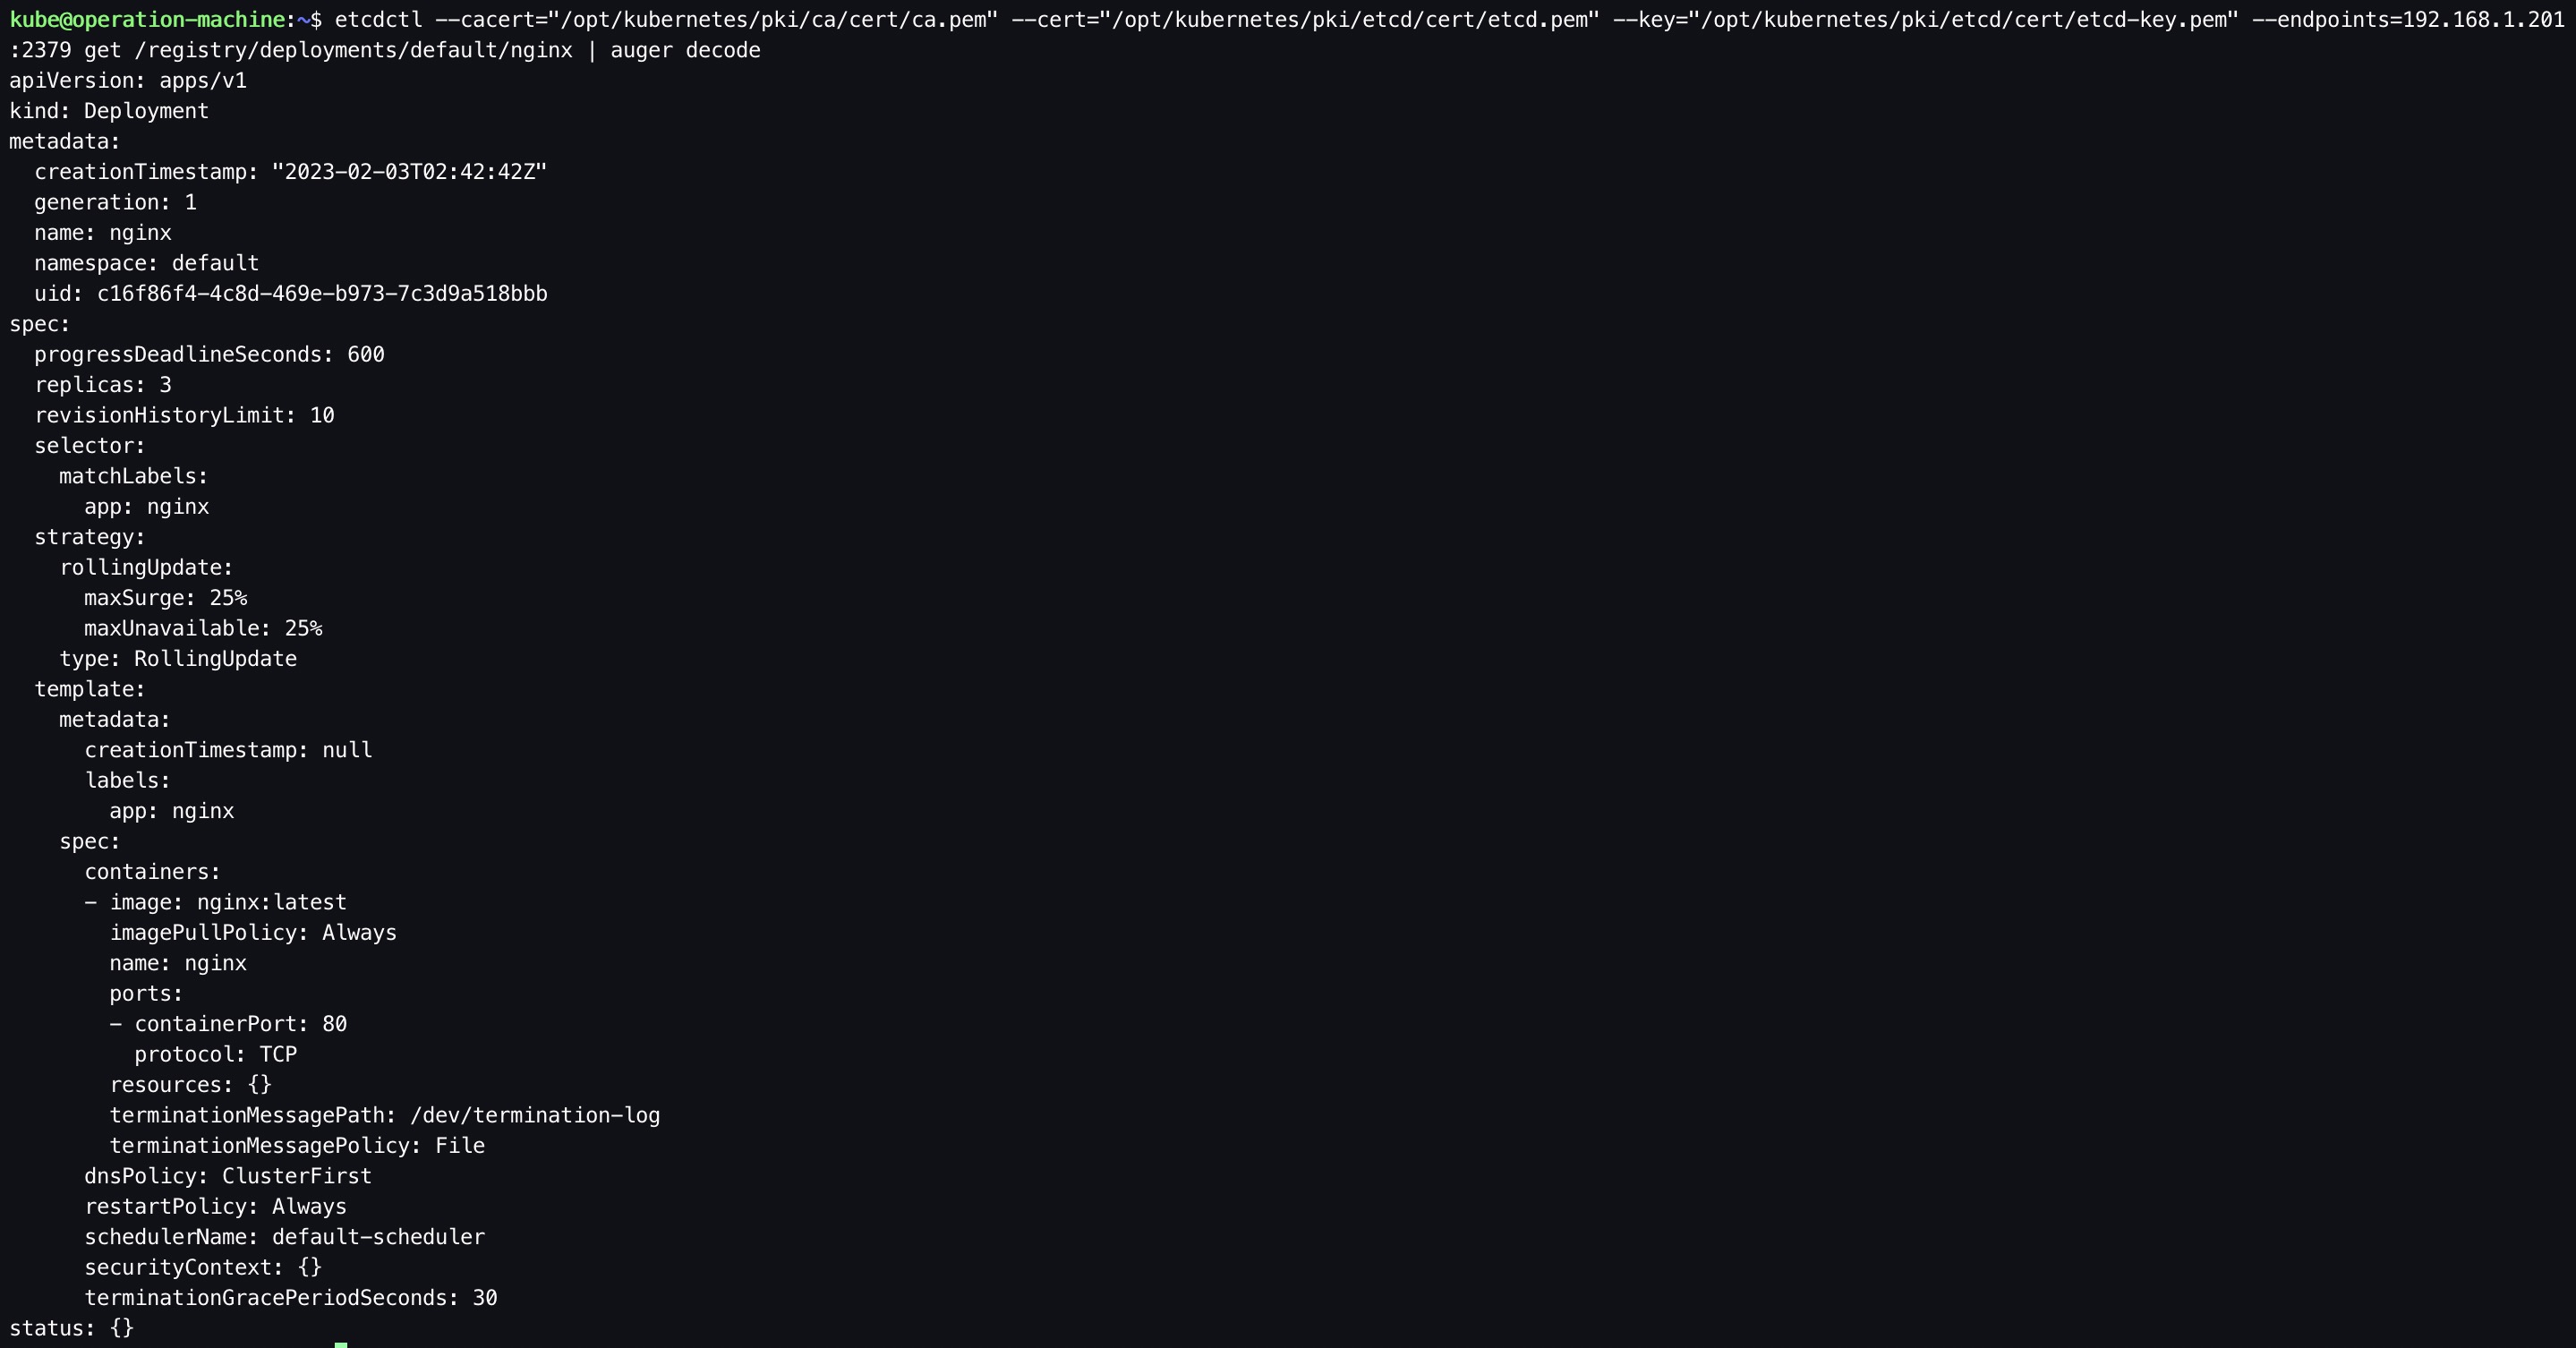 kube@operation-machine:~$ etcdctl --cacert="/opt/kubernetes/pki/ca/cert/ca.pem" --cert="/opt/kubernetes/pki/etcd/cert/etcd.pem" --key="/opt/kubernetes/pki/etcd/cert/etcd-key.pem" --endpoints=192.168.1.201
:2379 get /registry/deployments/default/nginx | auger decode
apiVersion: apps/v1
kind: Deployment
metadata:
  creationTimestamp: "2023-02-03T02:42:42Z"
  generation: 1
  name: nginx
  namespace: default
  uid: c16f86f4-4c8d-469e-b973-7c3d9a518bbb
spec:
  progressDeadlineSeconds: 600
  replicas: 3
  revisionHistoryLimit: 10
  selector:
    matchLabels:
      app: nginx
  strategy:
    rollingUpdate:
      maxSurge: 25%
      maxUnavailable: 25%
    type: RollingUpdate
  template:
    metadata:
      creationTimestamp: null
      labels:
        app: nginx
    spec:
      containers:
      - image: nginx:latest
        imagePullPolicy: Always
        name: nginx
        ports:
        - containerPort: 80
          protocol: TCP
        resources: {}
        terminationMessagePath: /dev/termination-log
        terminationMessagePolicy: File
      dnsPolicy: ClusterFirst
      restartPolicy: Always
      schedulerName: default-scheduler
      securityContext: {}
      terminationGracePeriodSeconds: 30
status: {}